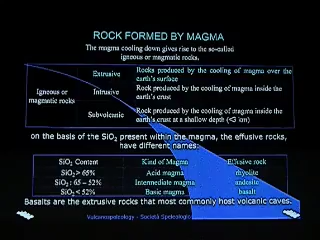 ROCK FORMED BY MAGMA
The magma cooling down gives rise to the so-called
igneous or magmatic rocks.
Igneous or magmatic rocks
Extrusive
Rocks produced by the cooling of magma over the
earth's surface
Intrusive
Rock produced by the cooling of magma inside the
earth's crust
Subvolcanic
Rock produced by the cooling of magma inside the
earth's crust at a shallow depth (<3 km)
on the basis of the SiO2 present within the magma, the effusive rocks,
have different names:
SiO2 Content Kind of Magma Effusive rock
SiO2 > 65% Acid magma rhyolite
SiO2 : 65 – 52% Intermediate magma andesite
SiO2 < 52% Basic magma basalt
Basalts are the extrusive rocks that most commonly host volcanic caves.
Vulcanospeleology – Società Speleologic